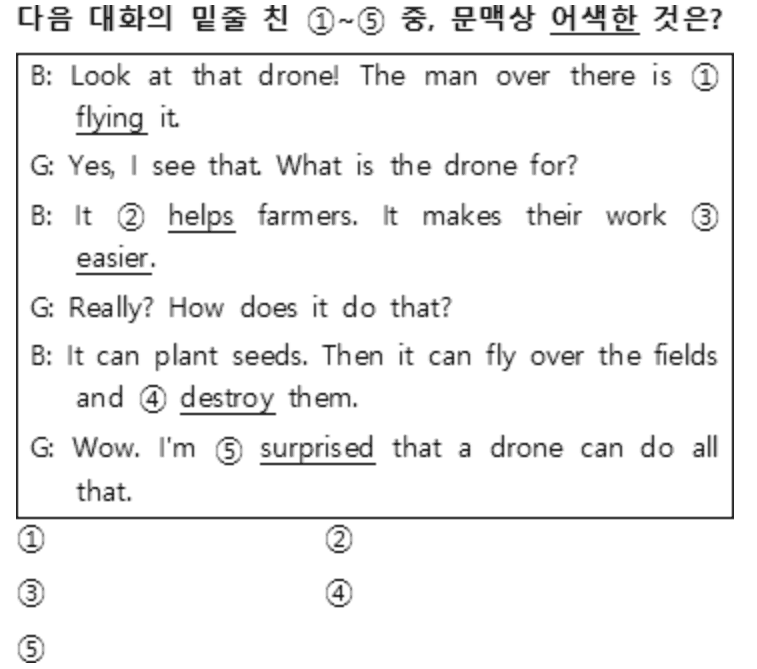 다음 대화의 밑줄 친 ①~⑤ 중, 문맥상 어색한 것은?
B: Look at that drone! The man over there is ①
flying it.
G: Yes, I see that. What is the drone for?
B: It ② helps farmers. It makes their work ③
easier.
G: Really? How does it do that?
B: It can plant seeds. Then it can fly over the fields
and ④ destroy them.
G: Wow. I'm ⑤ surprised that a drone can do all
that.
① ②
③ ④
⑤